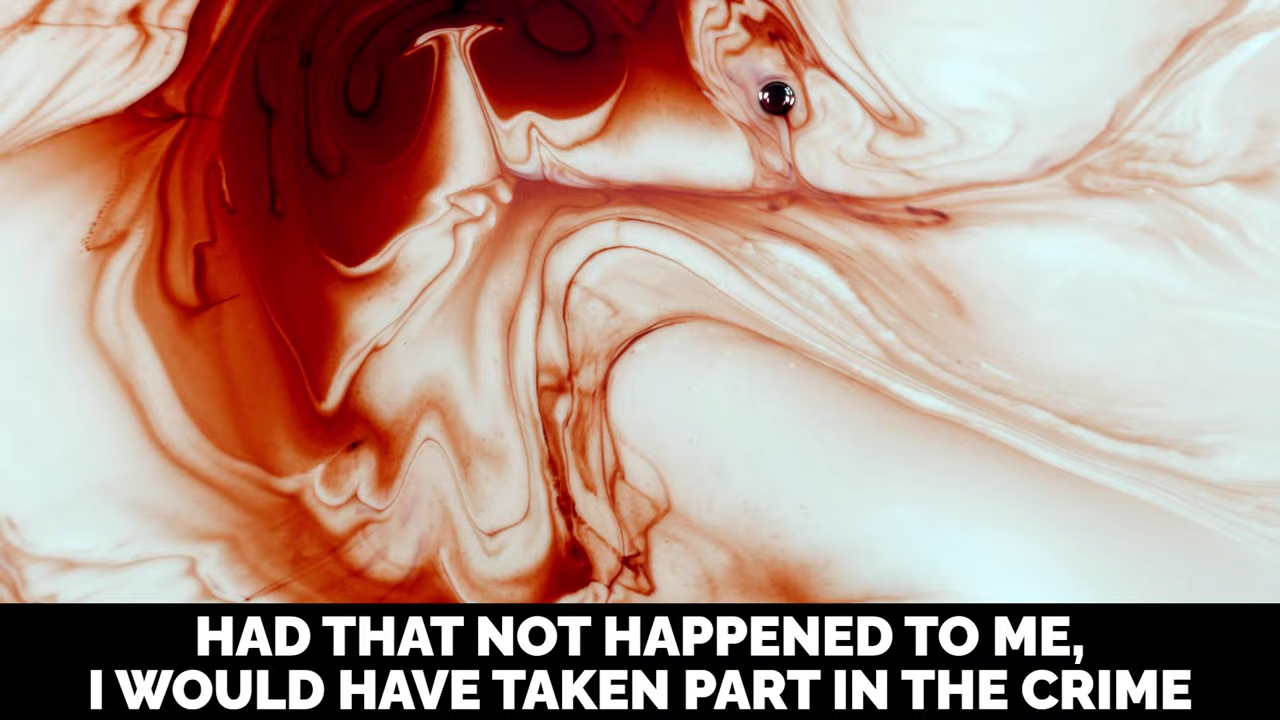 HAD THAT NOT HAPPENED TO ME,
I WOULD HAVE TAKEN PART IN THE CRIME